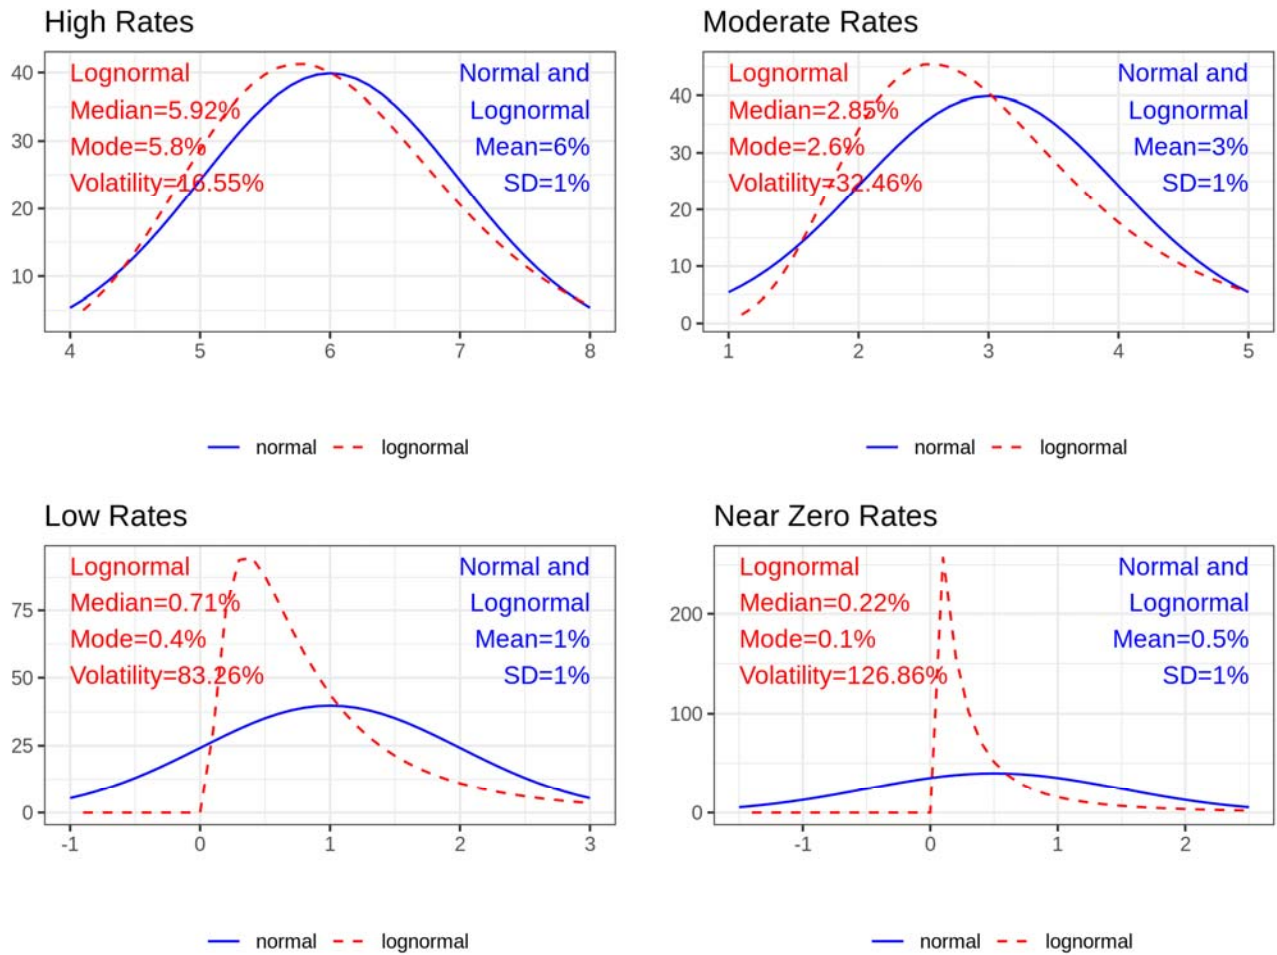 High Rates
Lognormal
Median=5.92%
Mode=5.8%
Volatility=16.55%
Normal and
Lognormal
Mean=6%
SD=1%
40
30
20
10
4 5 6 7 8
normal lognormal
Moderate Rates
Lognormal
Median=2.85%
Mode=2.6%
Volatility=32.46%
Normal and
Lognormal
Mean=3%
SD=1%
40
30
20
10
0
1 2 3 4 5
normal lognormal
Low Rates
Lognormal
Median=0.71%
Mode=0.4%
Volatility=83.26%
Normal and
Lognormal
Mean=1%
SD=1%
75
50
25
0
-1 0 1 2 3
normal lognormal
Near Zero Rates
Lognormal
Median=0.22%
Mode=0.1%
Volatility=126.86%
Normal and
Lognormal
Mean=0.5%
SD=1%
200
100
0
-1 0 1 2
normal lognormal